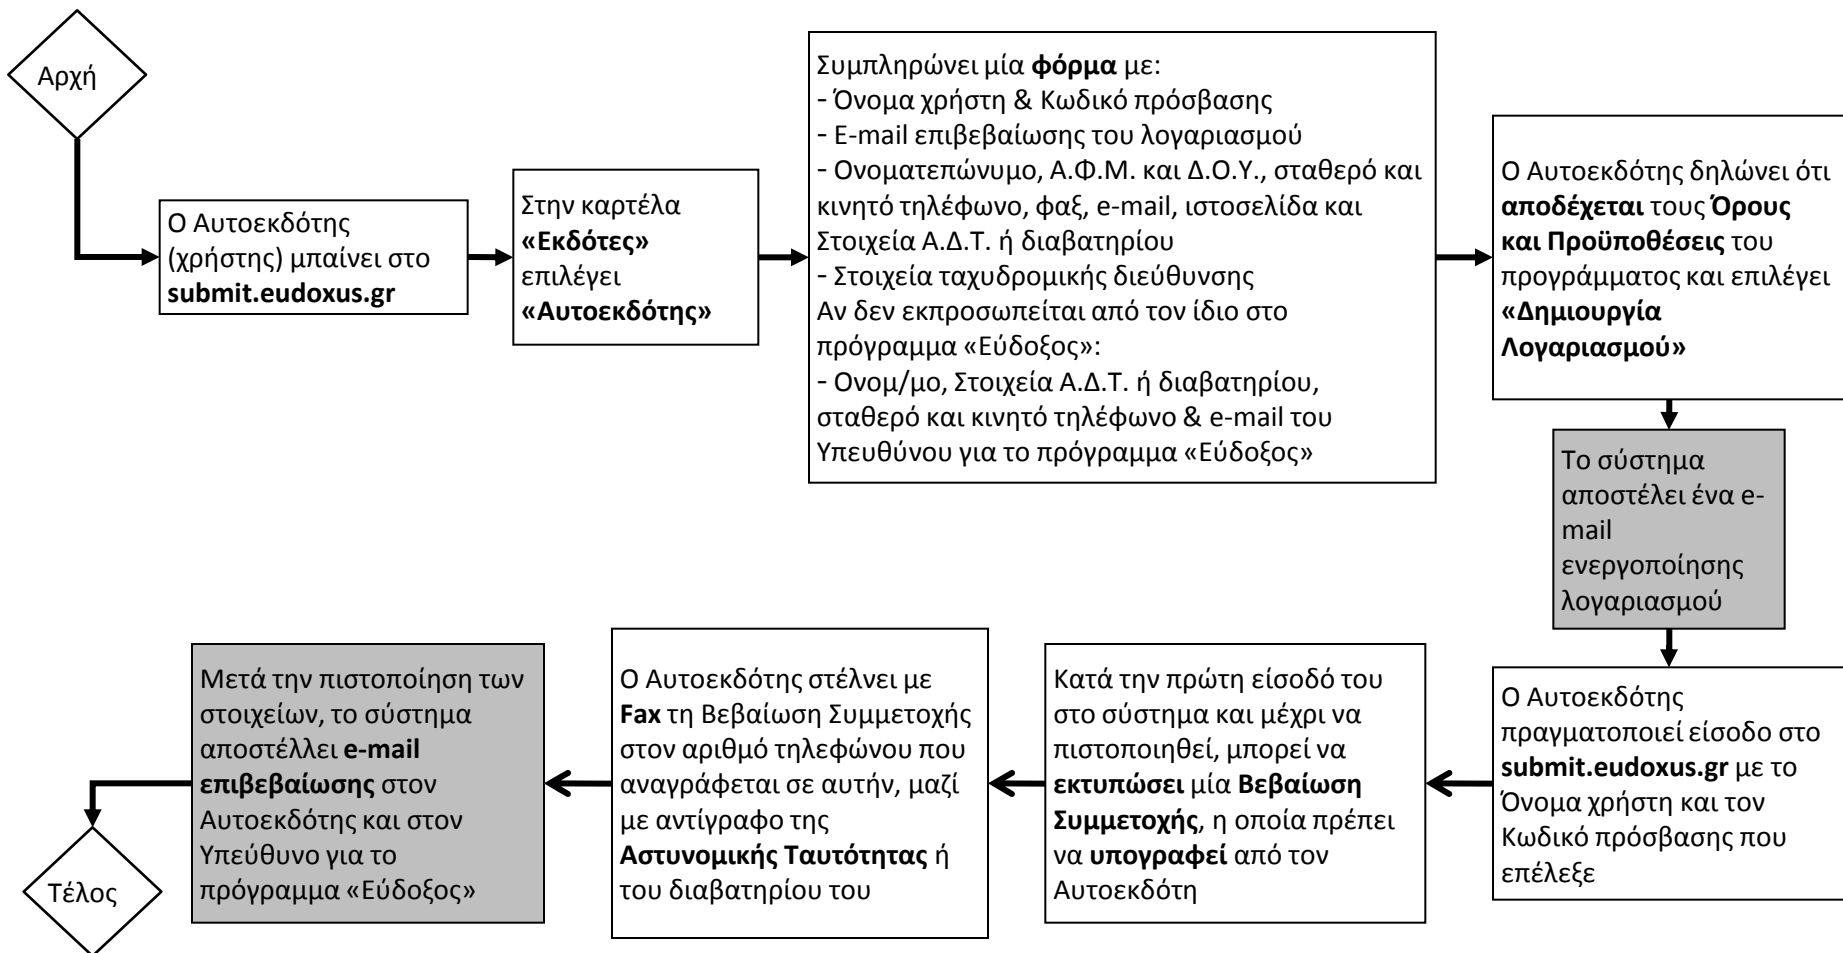 Αρχή
Ο Αυτοεκδότης
(χρήστης) μπαίνει στο
submit.eudoxus.gr
Στην καρτέλα
«Εκδότες»
επιλέγει
«Αυτοεκδότης»
Συμπληρώνει μία φόρμα με:
- Όνομα χρήστη & Κωδικό πρόσβασης
- E-mail επιβεβαίωσης του λογαριασμού
- Ονοματεπώνυμο, Α.Φ.Μ. και Δ.Ο.Υ., σταθερό και
κινητό τηλέφωνο, φαξ, e-mail, ιστοσελίδα και
Στοιχεία Α.Δ.Τ. ή διαβατηρίου
- Στοιχεία ταχυδρομικής διεύθυνσης
Αν δεν εκπροσωπείται από τον ίδιο στο
πρόγραμμα «Εύδοξος»:
- Ονομ/μο, Στοιχεία Α.Δ.Τ. ή διαβατηρίου,
σταθερό και κινητό τηλέφωνο & e-mail του
Υπευθύνου για το πρόγραμμα «Εύδοξος»
Ο Αυτοεκδότης δηλώνει ότι
αποδέχεται τους Όρους
και Προϋποθέσεις του
προγράμματος και επιλέγει
«Δημιουργία
Λογαριασμού»
Το σύστημα
αποστέλει ένα e-
mail
ενεργοποίησης
λογαριασμού
Ο Αυτοεκδότης
πραγματοποιεί είσοδο στο
submit.eudoxus.gr με το
Όνομα χρήστη και τον
Κωδικό πρόσβασης που
επέλεξε
Κατά την πρώτη είσοδό του
στο σύστημα και μέχρι να
πιστοποιηθεί, μπορεί να
εκτυπώσει μία Βεβαίωση
Συμμετοχής, η οποία πρέπει
να υπογραφεί από τον
Αυτοεκδότη
Ο Αυτοεκδότης στέλνει με
Fax τη Βεβαίωση Συμμετοχής
στον αριθμό τηλεφώνου που
αναγράφεται σε αυτήν, μαζί
με αντίγραφο της
Αστυνομικής Ταυτότητας ή
του διαβατηρίου του
Μετά την πιστοποίηση των
στοιχείων, το σύστημα
αποστέλλει e-mail
επιβεβαίωσης στον
Αυτοεκδότης και στον
Υπεύθυνο για το
πρόγραμμα «Εύδοξος»
Τέλος